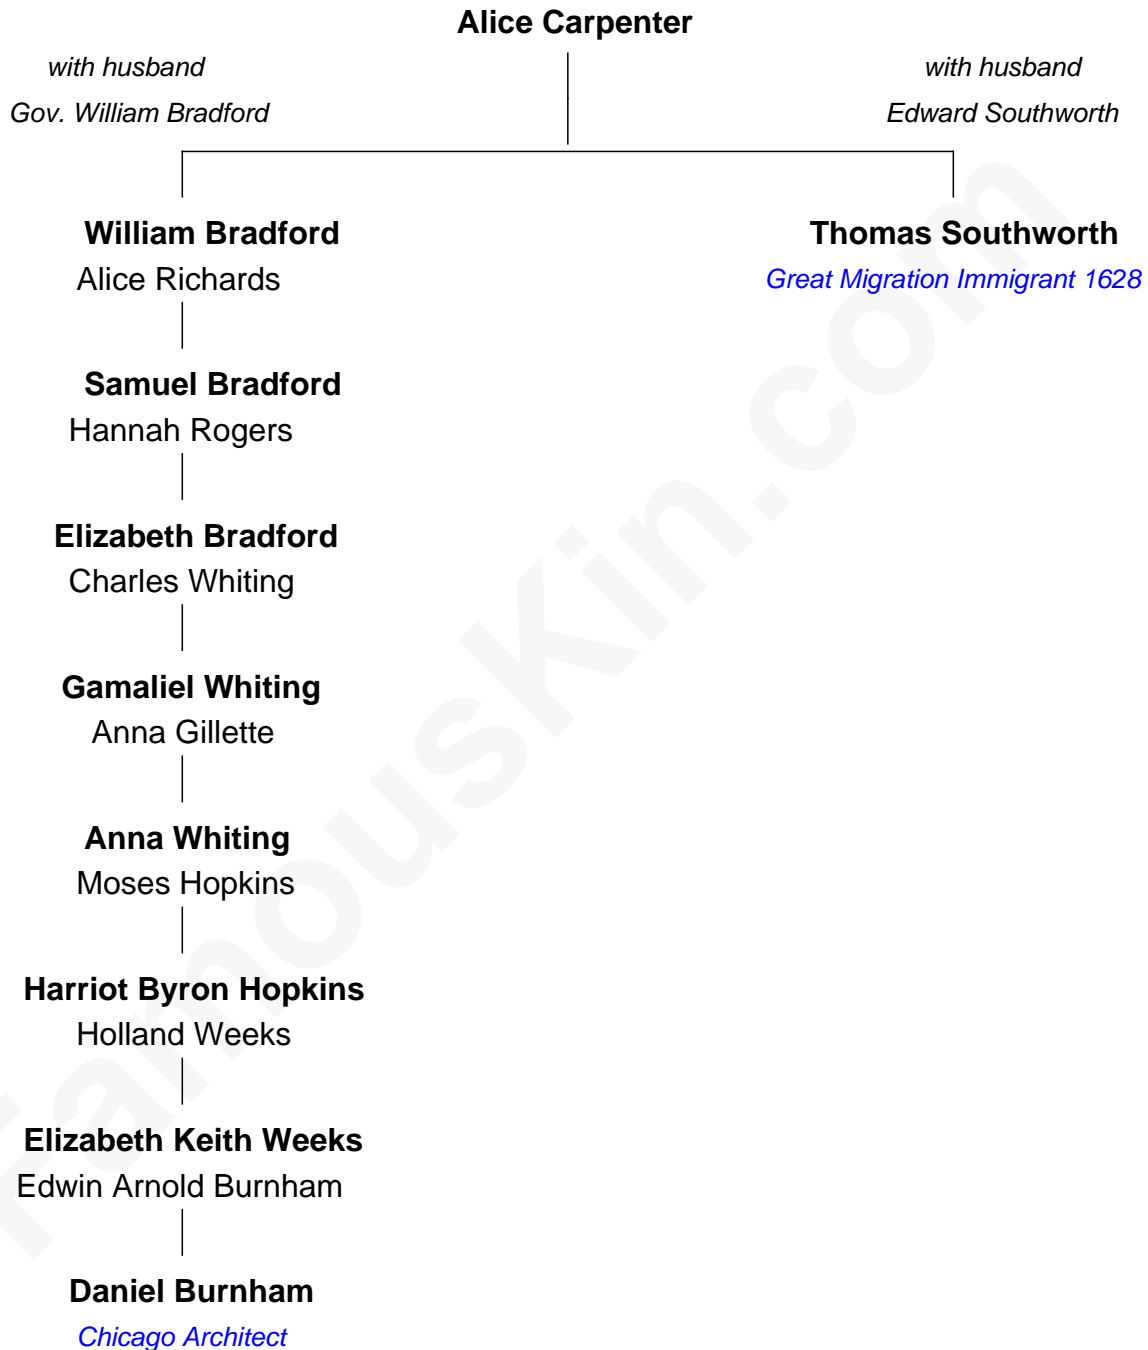 Alice Carpenter
with husband
Gov. William Bradford
with husband
Edward Southworth
William Bradford
Alice Richards
Thomas Southworth
Great Migration Immigrant 1628
Samuel Bradford
Hannah Rogers
Elizabeth Bradford
Charles Whiting
Gamaliel Whiting
Anna Gillette
Anna Whiting
Moses Hopkins
Harriot Byron Hopkins
Holland Weeks
Elizabeth Keith Weeks
Edwin Arnold Burnham
Daniel Burnham
Chicago Architect
FamousKin.com